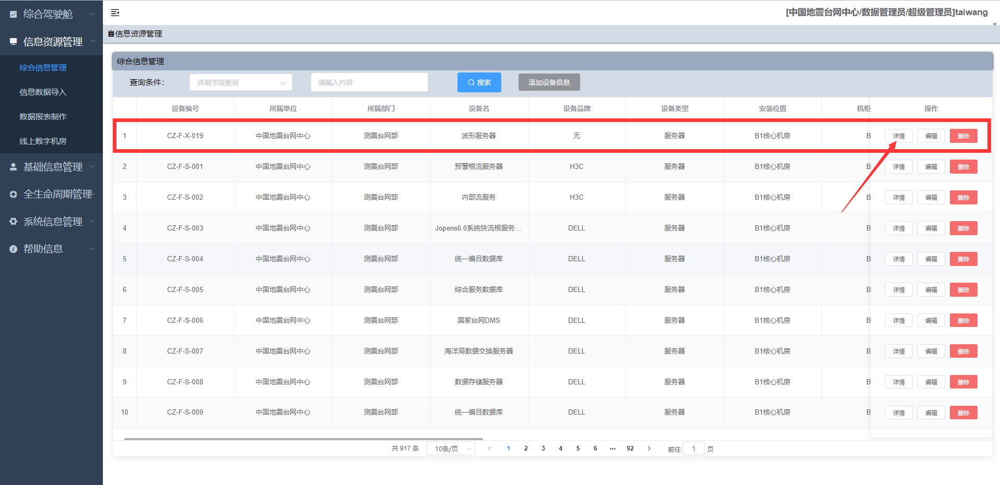 综合驾驶舱
信息资源管理
综合信息管理
信息数据导入
数据报表制作
线上数字机房
基础信息管理
全生命周期管理
系统信息管理
帮助信息
[中国地震台网中心/数据管理员/超级管理员]taiwang
信息资源管理
综合信息管理
查询条件: 详细字段查询 请输入内容 搜索 添加设备信息
设备编号 所属单位 所属部门 设备名 设备品牌 设备类型 安装位置 机柜 操作
1 CZ-F-X-019 中国地震台网中心 测震台网部 波形服务器 无 服务器 B1核心机房 B 详情 编辑 删除
2 CZ-F-S-001 中国地震台网中心 测震台网部 预警根流服务器 H3C 服务器 B1核心机房 B 详情 编辑 删除
3 CZ-F-S-002 中国地震台网中心 测震台网部 内部流服务 H3C 服务器 B1核心机房 B 详情 编辑 删除
4 CZ-F-S-003 中国地震台网中心 测震台网部 Jopens6.0系统快流根服务... DELL 服务器 B1核心机房 B 详情 编辑 删除
5 CZ-F-S-004 中国地震台网中心 测震台网部 统一编目数据库 DELL 服务器 B1核心机房 B 详情 编辑 删除
6 CZ-F-S-005 中国地震台网中心 测震台网部 综合服务数据库 DELL 服务器 B1核心机房 B 详情 编辑 删除
7 CZ-F-S-006 中国地震台网中心 测震台网部 国家台网DMS DELL 服务器 B1核心机房 B 详情 编辑 删除
8 CZ-F-S-007 中国地震台网中心 测震台网部 海洋局数据交换服务器 DELL 服务器 B1核心机房 B 详情 编辑 删除
9 CZ-F-S-008 中国地震台网中心 测震台网部 数据存储服务器 DELL 服务器 B1核心机房 B 详情 编辑 删除
10 CZ-F-S-009 中国地震台网中心 测震台网部 统一编目数据库 DELL 服务器 B1核心机房 B 详情 编辑 删除
共 917 条 10条/页 1 2 3 4 5 6 ... 92 前往 1 页